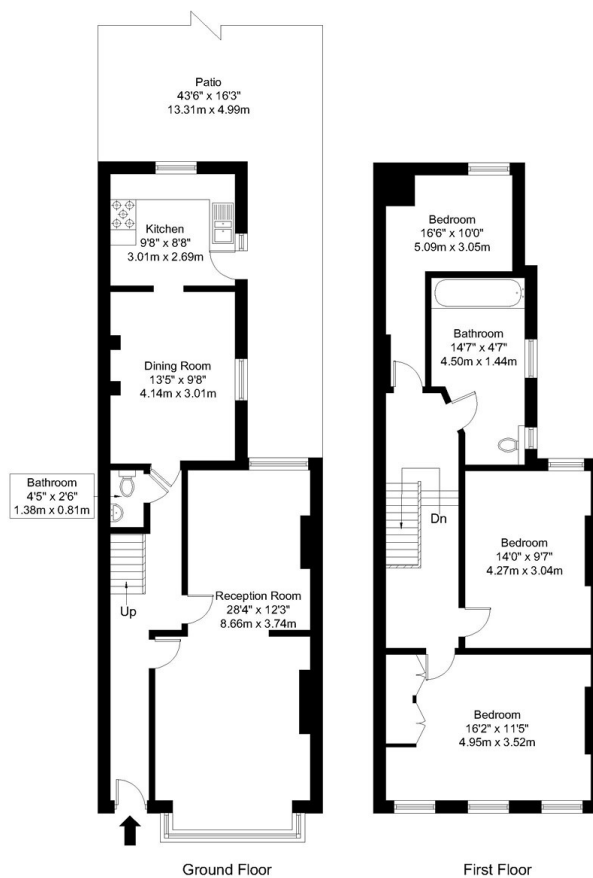 Patio
43'6" x 16'3"
13.31m x 4.99m
Kitchen
9'8" x 8'8"
3.01m x 2.69m
Dining Room
13'5" x 9'8"
4.14m x 3.01m
Bathroom
4'5" x 2'6"
1.38m x 0.81m
Up
Reception Room
28'4" x 12'3"
8.66m x 3.74m
Ground Floor
Bedroom
16'6" x 10'0"
5.09m x 3.05m
Bathroom
14'7" x 4'7"
4.50m x 1.44m
Dn
Bedroom
14'0" x 9'7"
4.27m x 3.04m
Bedroom
16'2" x 11'5"
4.95m x 3.52m
First Floor